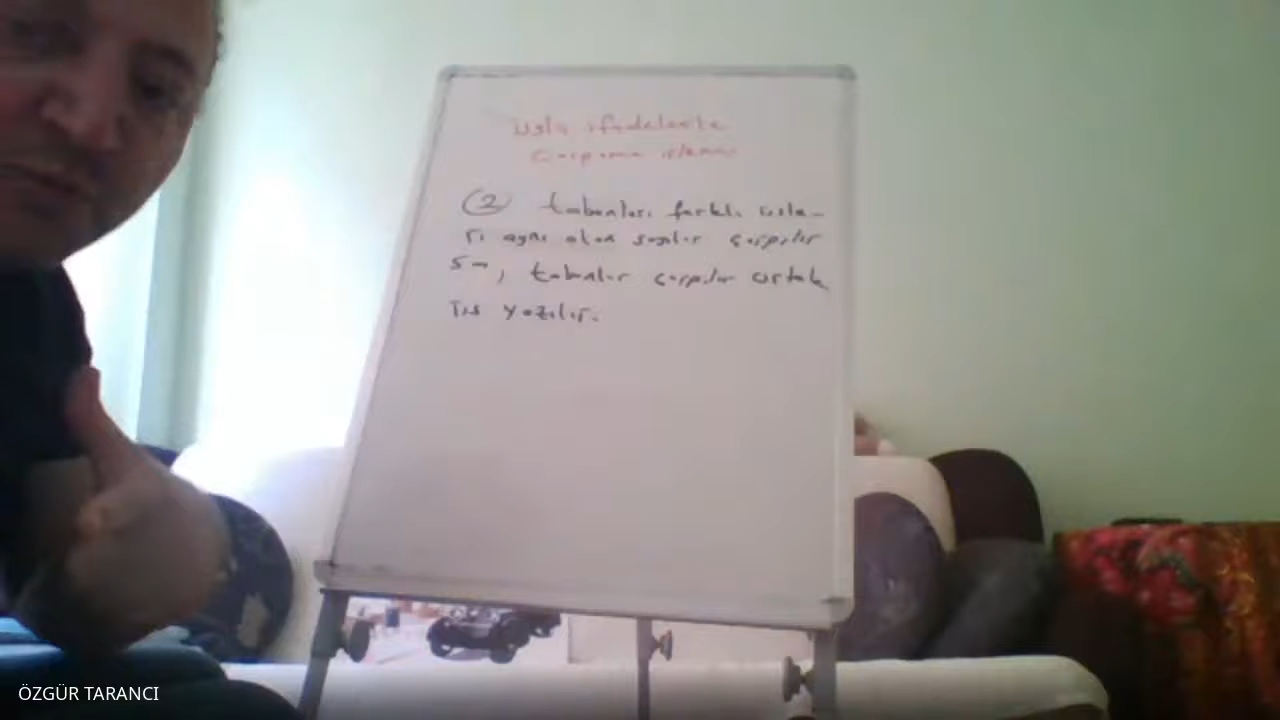 Üslü ifadelerde
Çarpma işlemi
② tabanları farklı üsle-
ri aynı olan sayılar çarpılır
sa, tabanlar çarpılır ortak
üs yazılır.
ÖZGÜR TARANCI